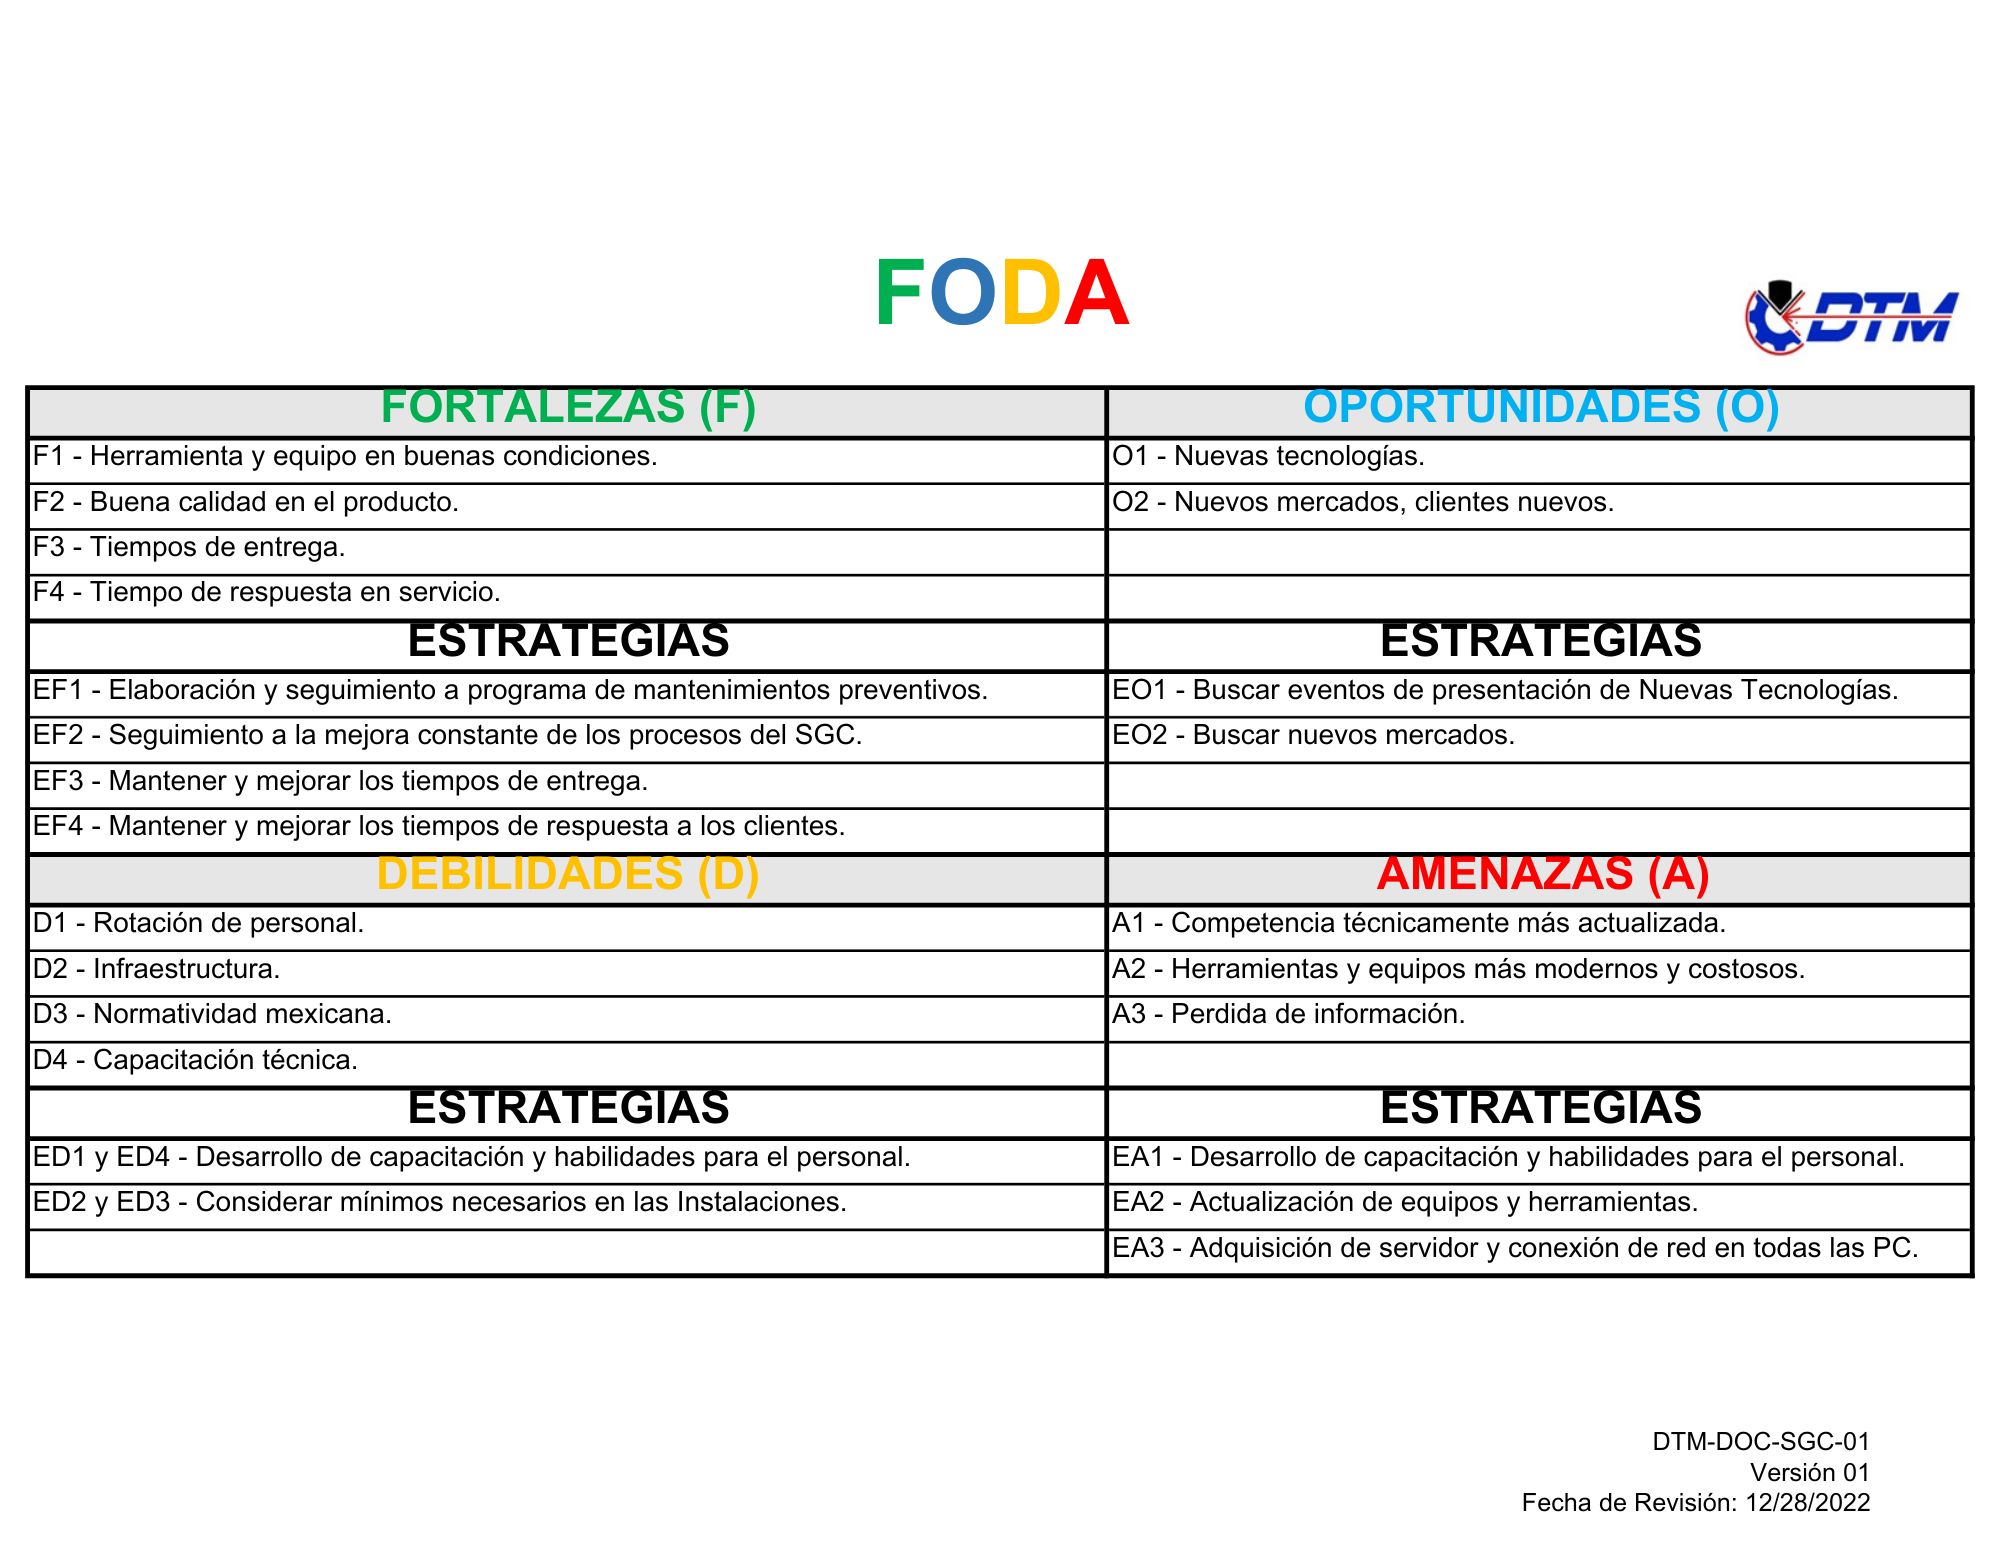 FODA
DTM
FORTALEZAS (F)
OPORTUNIDADES (O)
F1 - Herramienta y equipo en buenas condiciones.
O1 - Nuevas tecnologías.
F2 - Buena calidad en el producto.
O2 - Nuevos mercados, clientes nuevos.
F3 - Tiempos de entrega.
F4 - Tiempo de respuesta en servicio.
ESTRATEGIAS
ESTRATEGIAS
EF1 - Elaboración y seguimiento a programa de mantenimientos preventivos.
EO1 - Buscar eventos de presentación de Nuevas Tecnologías.
EF2 - Seguimiento a la mejora constante de los procesos del SGC.
EO2 - Buscar nuevos mercados.
EF3 - Mantener y mejorar los tiempos de entrega.
EF4 - Mantener y mejorar los tiempos de respuesta a los clientes.
DEBILIDADES (D)
AMENAZAS (A)
D1 - Rotación de personal.
A1 - Competencia técnicamente más actualizada.
D2 - Infraestructura.
A2 - Herramientas y equipos más modernos y costosos.
D3 - Normatividad mexicana.
A3 - Perdida de información.
D4 - Capacitación técnica.
ESTRATEGIAS
ESTRATEGIAS
ED1 y ED4 - Desarrollo de capacitación y habilidades para el personal.
EA1 - Desarrollo de capacitación y habilidades para el personal.
ED2 y ED3 - Considerar mínimos necesarios en las Instalaciones.
EA2 - Actualización de equipos y herramientas.
EA3 - Adquisición de servidor y conexión de red en todas las PC.
DTM-DOC-SGC-01
Versión 01
Fecha de Revisión: 12/28/2022